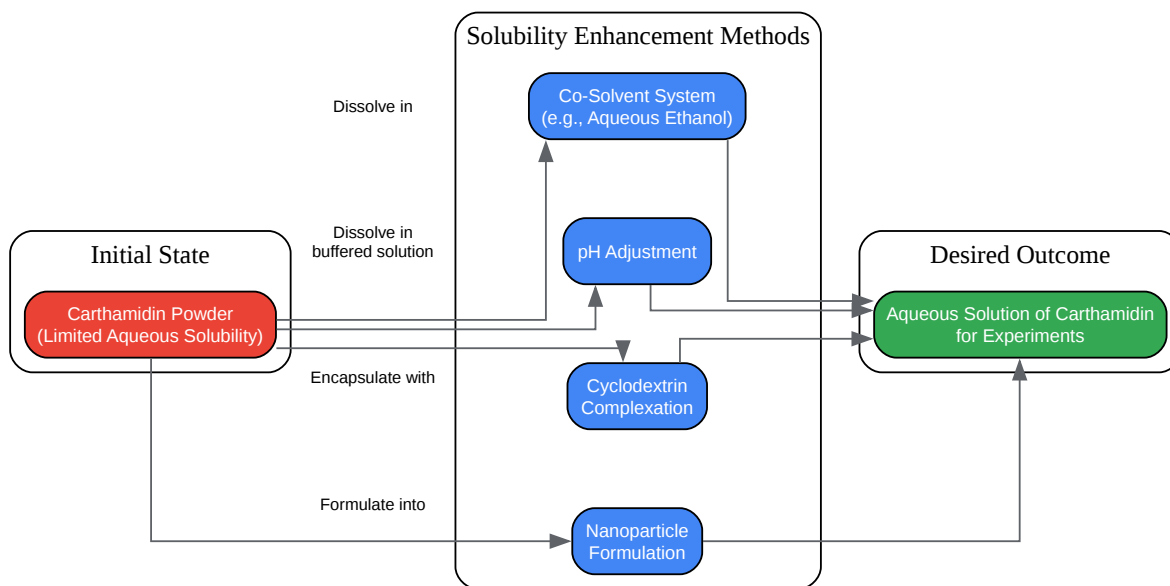 Solubility Enhancement Methods
Dissolve in
Co-Solvent System
(e.g., Aqueous Ethanol)
Dissolve in
buffered solution
pH Adjustment
Initial State
Carthamidin Powder
(Limited Aqueous Solubility)
Desired Outcome
Aqueous Solution of Carthamidin
for Experiments
Encapsulate with
Cyclodextrin
Complexation
Formulate into
Nanoparticle
Formulation